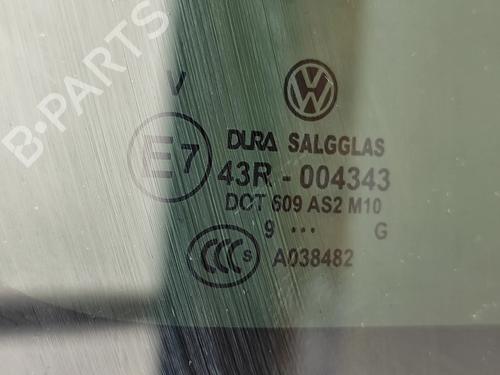 B-PARTS
V
E7
DURA SALGGLAS
43R - 004343
DOT 609 AS2 M10
9 ... G
CCC S
A038482